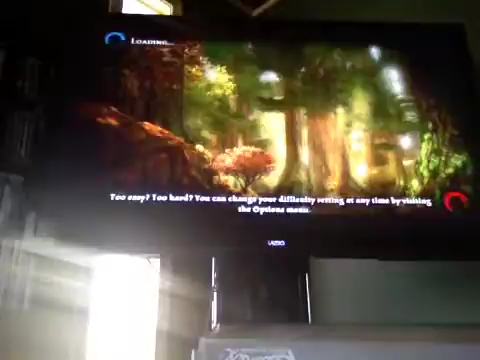 LOADING...
Too easy? Too hard? You can change your difficulty setting at any time by visiting
the Options menu.
VIZIO